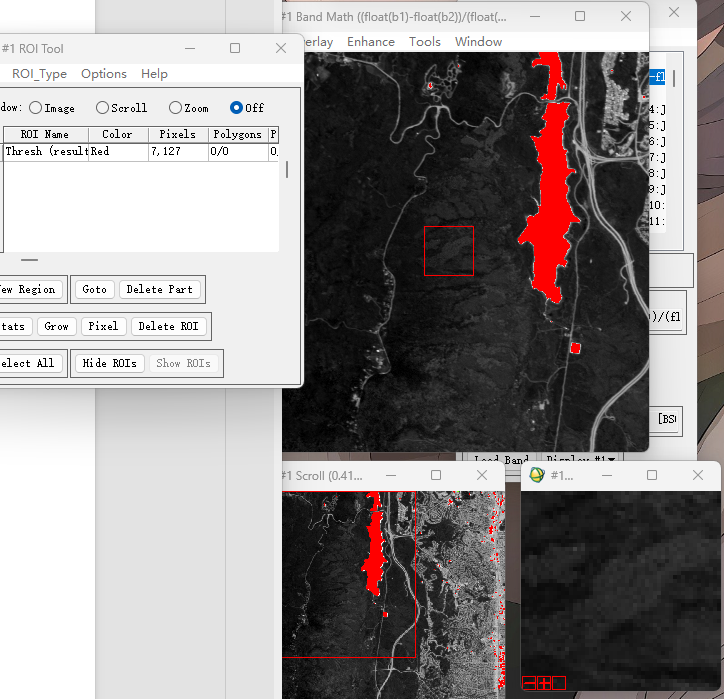 #1 Band Math ((float(b1)-float(b2))/(float(...
erlay Enhance Tools Window
#1 ROI Tool
ROI_Type Options Help
dow: Image Scroll Zoom Off
ROI Name Color Pixels Polygons P
Thresh (result Red 7,127 0/0 0
ew Region Goto Delete Part
tats Grow Pixel Delete ROI
elect All Hide ROIs Show ROIs
-fl
4:J
5:J
6:J
7:J
8:J
9:J
10:
11:
)/(fl
[BS
Load Band Display #1
#1 Scroll (0.41...
#1...